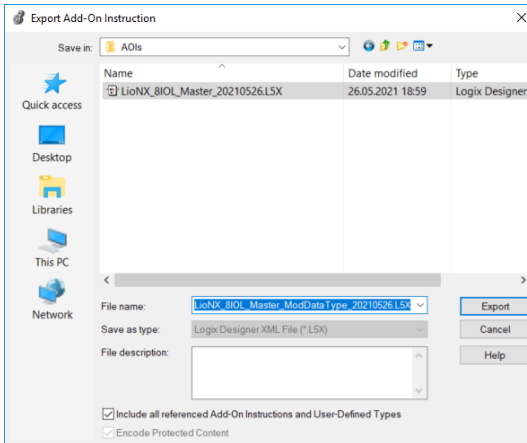 Export Add-On Instruction
Save in: AOIs
Name Date modified Type
LioNX_8IOL_Master_20210526.L5X 26.05.2021 18:59 Logix Designer
Quick access
Desktop
Libraries
This PC
Network
File name: LioNX_8IOL_Master_ModDataType_20210526.L5X Export
Save as type: Logix Designer XML File (*.L5X) Cancel
File description: Help
Include all referenced Add-On Instructions and User-Defined Types
Encode Protected Content